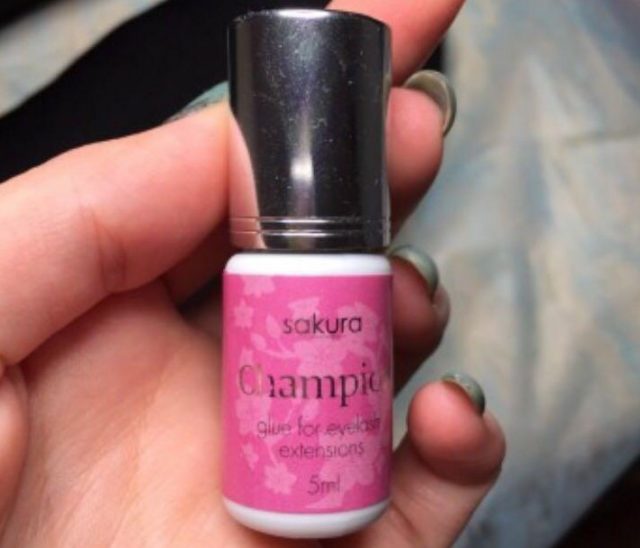 sakura
Champio
glue for eyelash
extensions
5ml